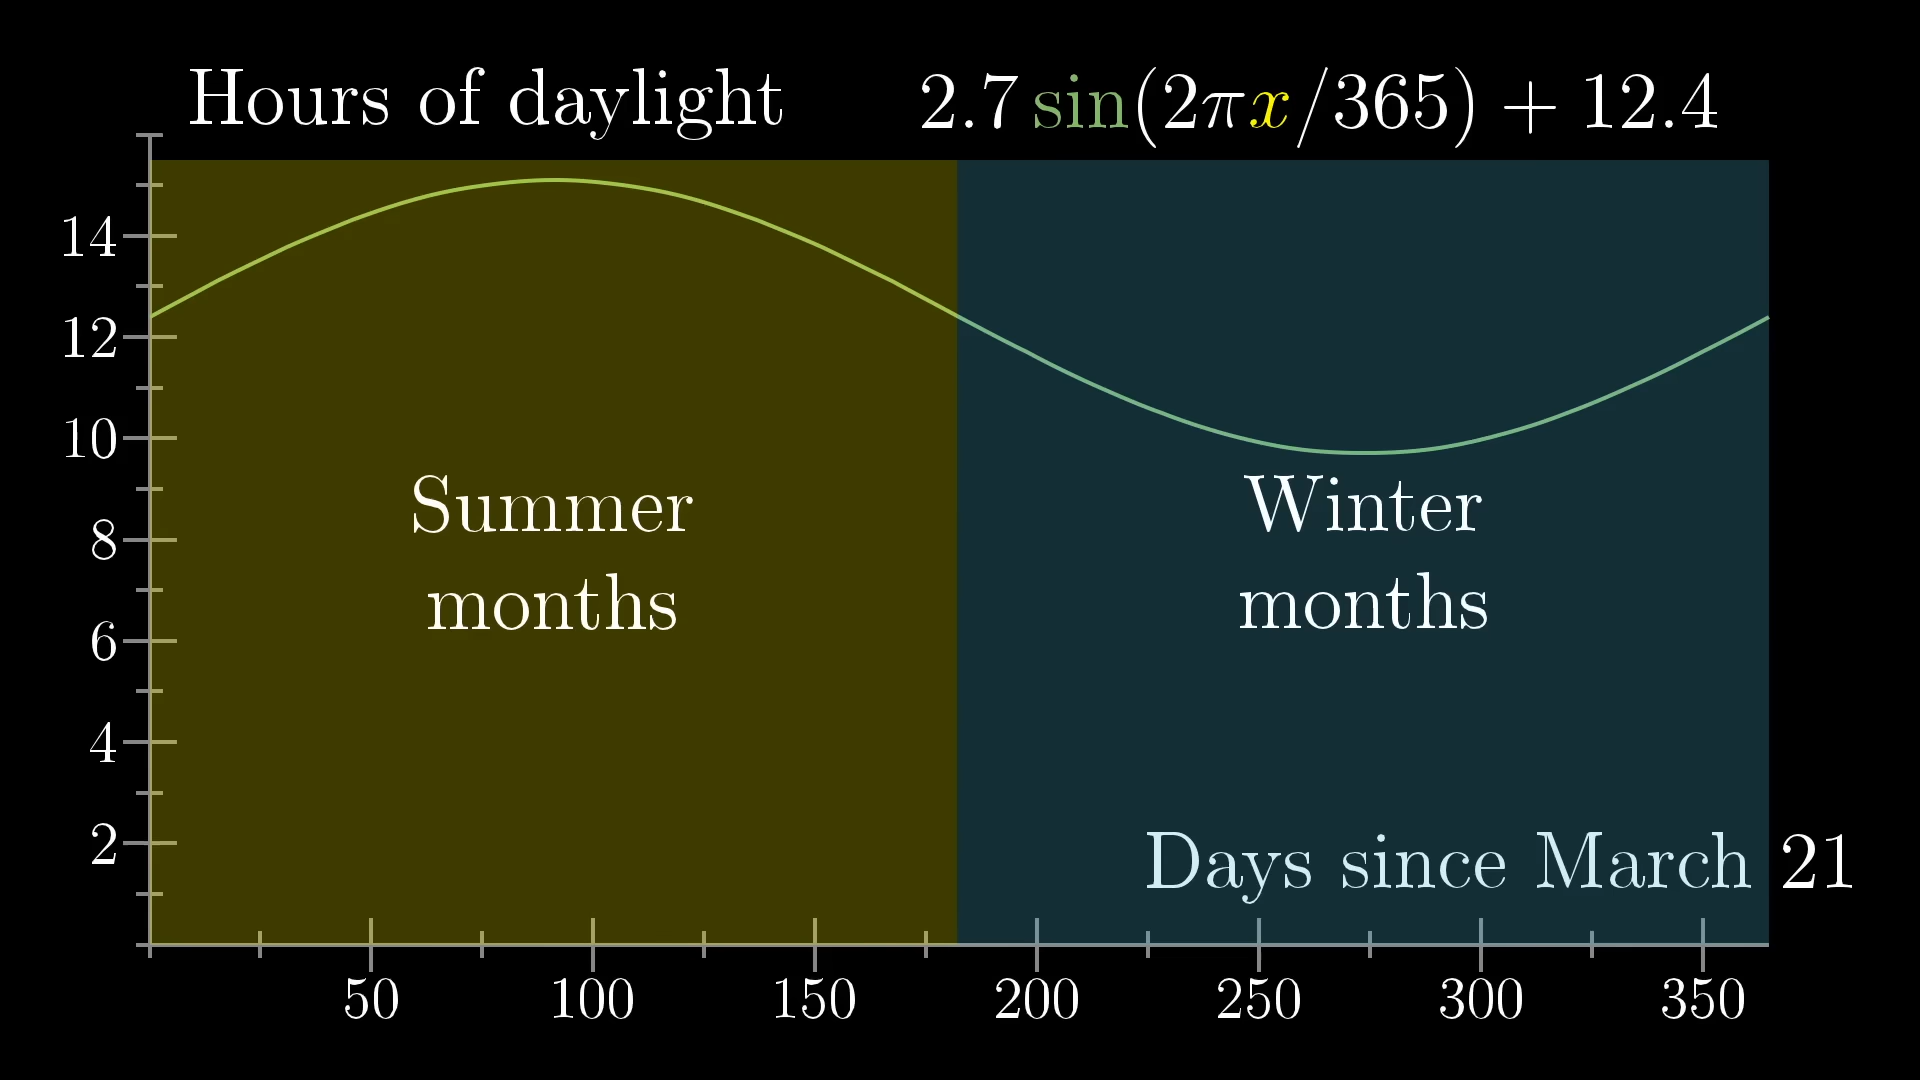 Hours of daylight
2.7 sin(2πx/365) + 12.4
14
12
10
8
6
4
2
Summer
months
Winter
months
Days since March 21
50 100 150 200 250 300 350